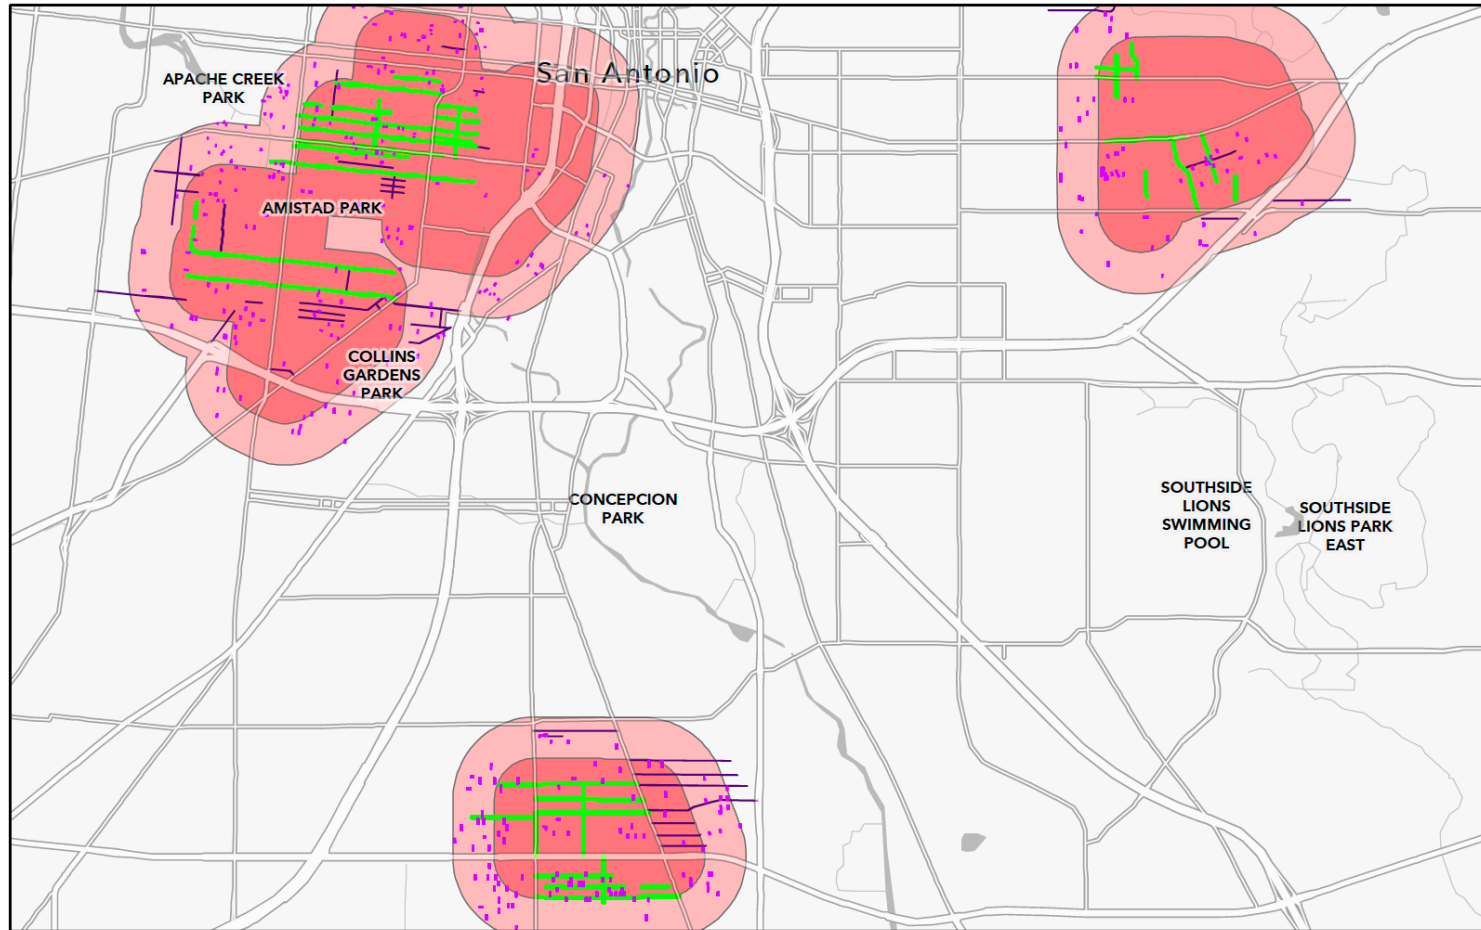 San Antonio
APACHE CREEK
PARK
AMISTAD PARK
COLLINS
GARDENS
PARK
CONCEPCION
PARK
SOUTHSIDE
LIONS
SWIMMING
POOL
SOUTHSIDE
LIONS PARK
EAST